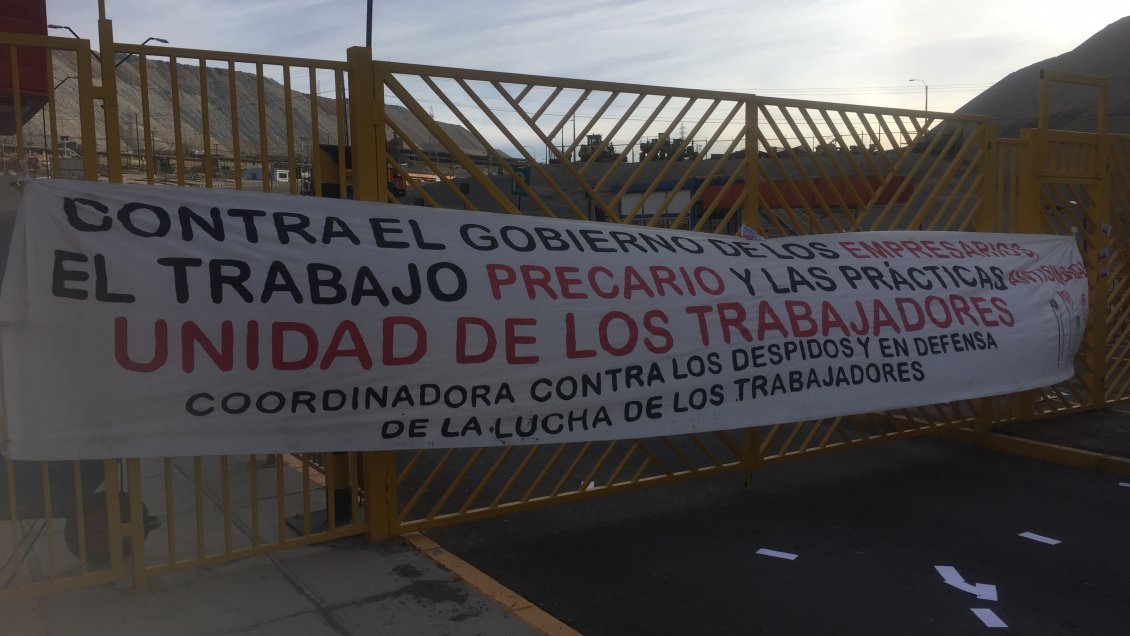 CONTRA EL GOBIERNO DE LOS EMPRESARIOS,
EL TRABAJO PRECARIO Y LAS PRÁCTICAS ANTISINDICALES
UNIDAD DE LOS TRABAJADORES
COORDINADORA CONTRA LOS DESPIDOS Y EN DEFENSA
DE LA LUCHA DE LOS TRABAJADORES